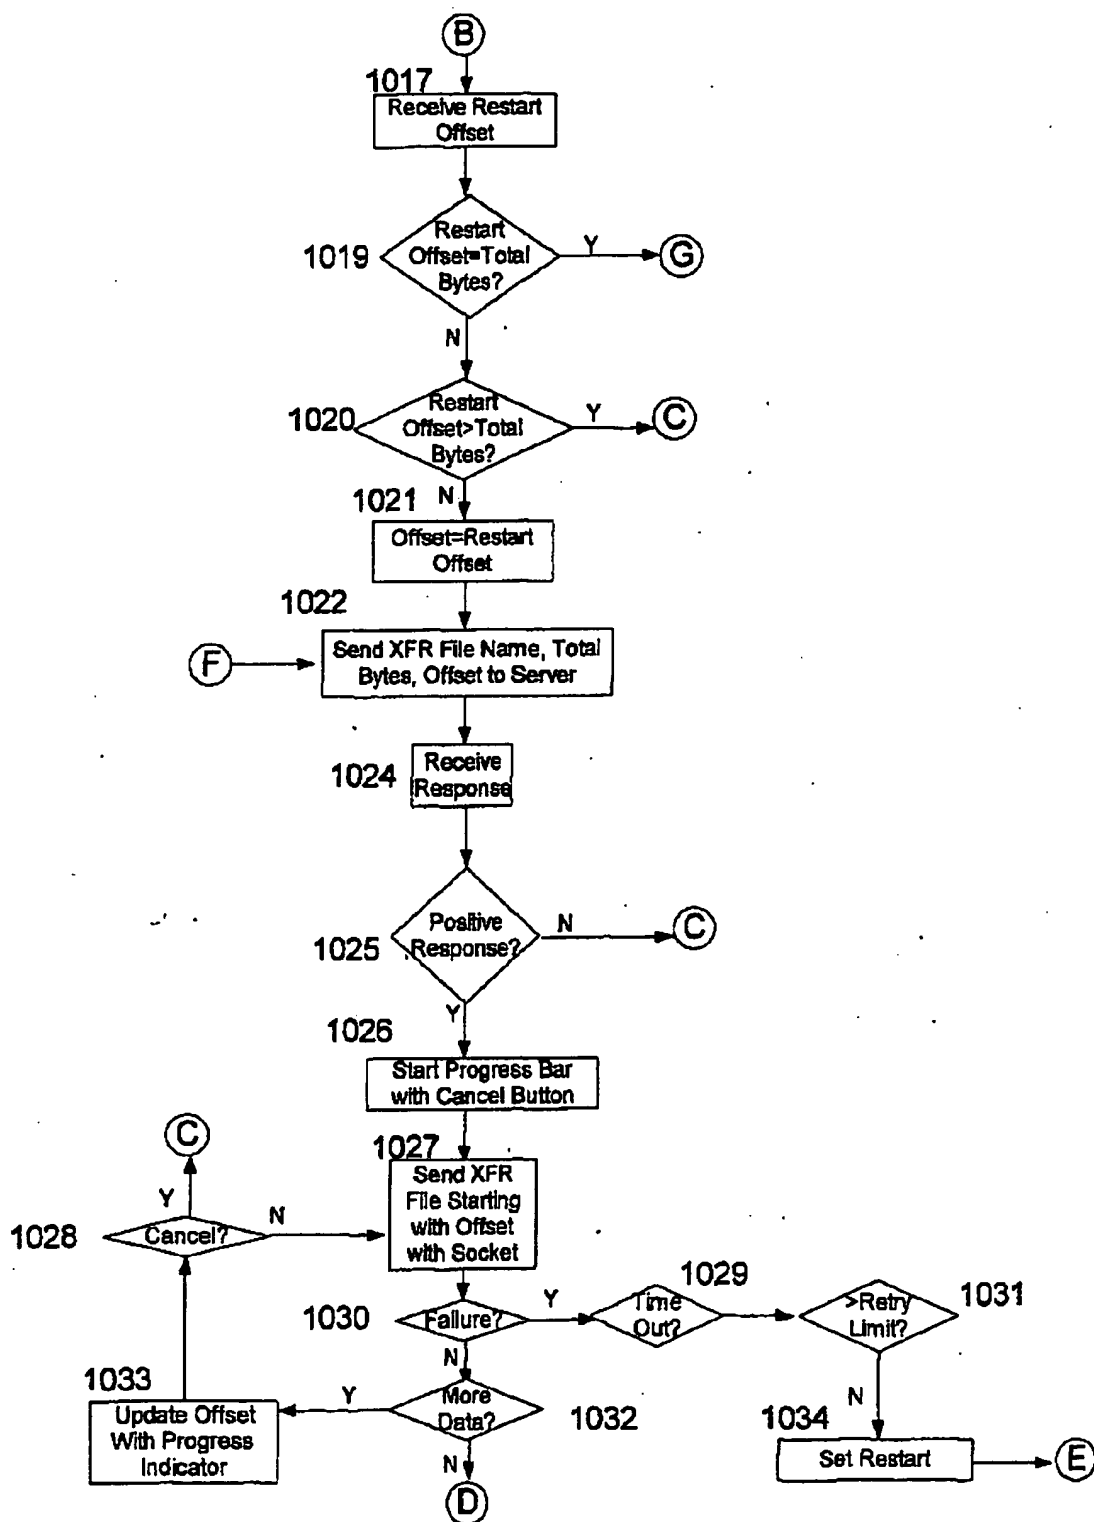 B
1017
Receive Restart
Offset
1019
Restart
Offset=Total
Bytes?
Y
G
N
1020
Restart
Offset>Total
Bytes?
Y
C
1021
N
Offset=Restart
Offset
1022
F
Send XFR File Name, Total
Bytes, Offset to Server
1024
Receive
Response
1025
Positive
Response?
N
C
Y
1026
Start Progress Bar
with Cancel Button
C
1027
Send XFR
File Starting
with Offset
with Socket
Y
1028
Cancel?
N
1030
Failure?
Y
1029
Time
Out?
>Retry
Limit?
1031
N
1033
Update Offset
With Progress
Indicator
Y
More
Data?
1032
N
1034
Set Restart
E
N
D